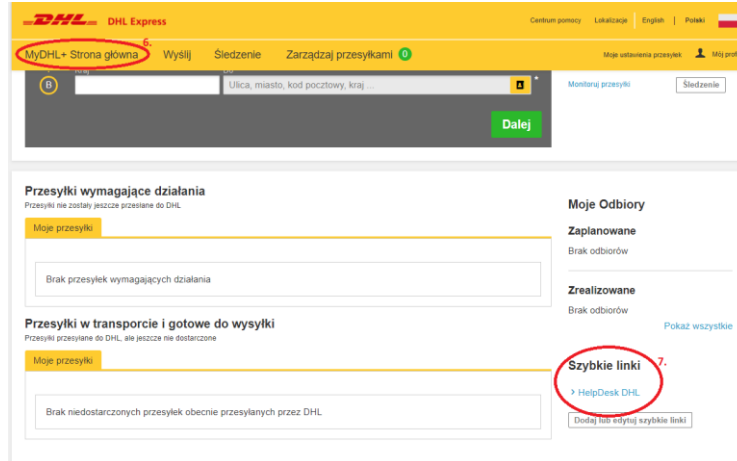 DHL DHL Express
Centrum pomocy Lokalizacje English | Polski
6.
MyDHL+ Strona główna Wyślij Śledzenie Zarządzaj przesyłkami 0 Moje ustawienia przesyłek Mój prof
Kraj Do
B Ulica, miasto, kod pocztowy, kraj ... *
Monitoruj przesyłki Śledzenie
Dalej
Przesyłki wymagające działania
Przesyłki nie zostały jeszcze przesłane do DHL
Moje przesyłki
Brak przesyłek wymagających działania
Przesyłki w transporcie i gotowe do wysyłki
Przesyłki przesyłane do DHL, ale jeszcze nie dostarczone
Moje przesyłki
Brak niedostarczonych przesyłek obecnie przesyłanych przez DHL
Moje Odbiory
Zaplanowane
Brak odbiorów
Zrealizowane
Brak odbiorów
Pokaż wszystkie
Szybkie linki 7.
› HelpDesk DHL
Dodaj lub edytuj szybkie linki